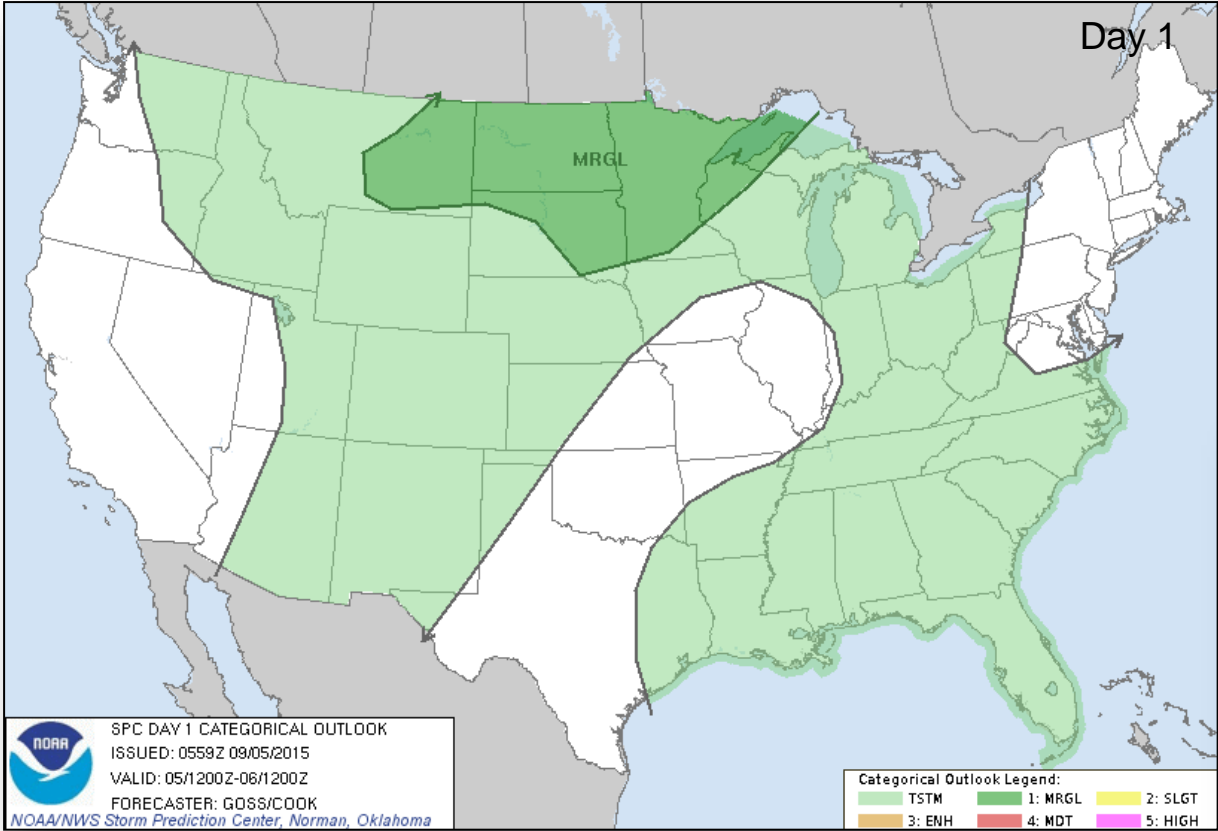 Day 1
MRGL
NOAA
SPC DAY 1 CATEGORICAL OUTLOOK
ISSUED: 0559Z 09/05/2015
VALID: 05/1200Z-06/1200Z
FORECASTER: GOSS/COOK
NOAA/NWS Storm Prediction Center, Norman, Oklahoma
Categorical Outlook Legend:
TSTM 1: MRGL 2: SLGT
3: ENH 4: MDT 5: HIGH